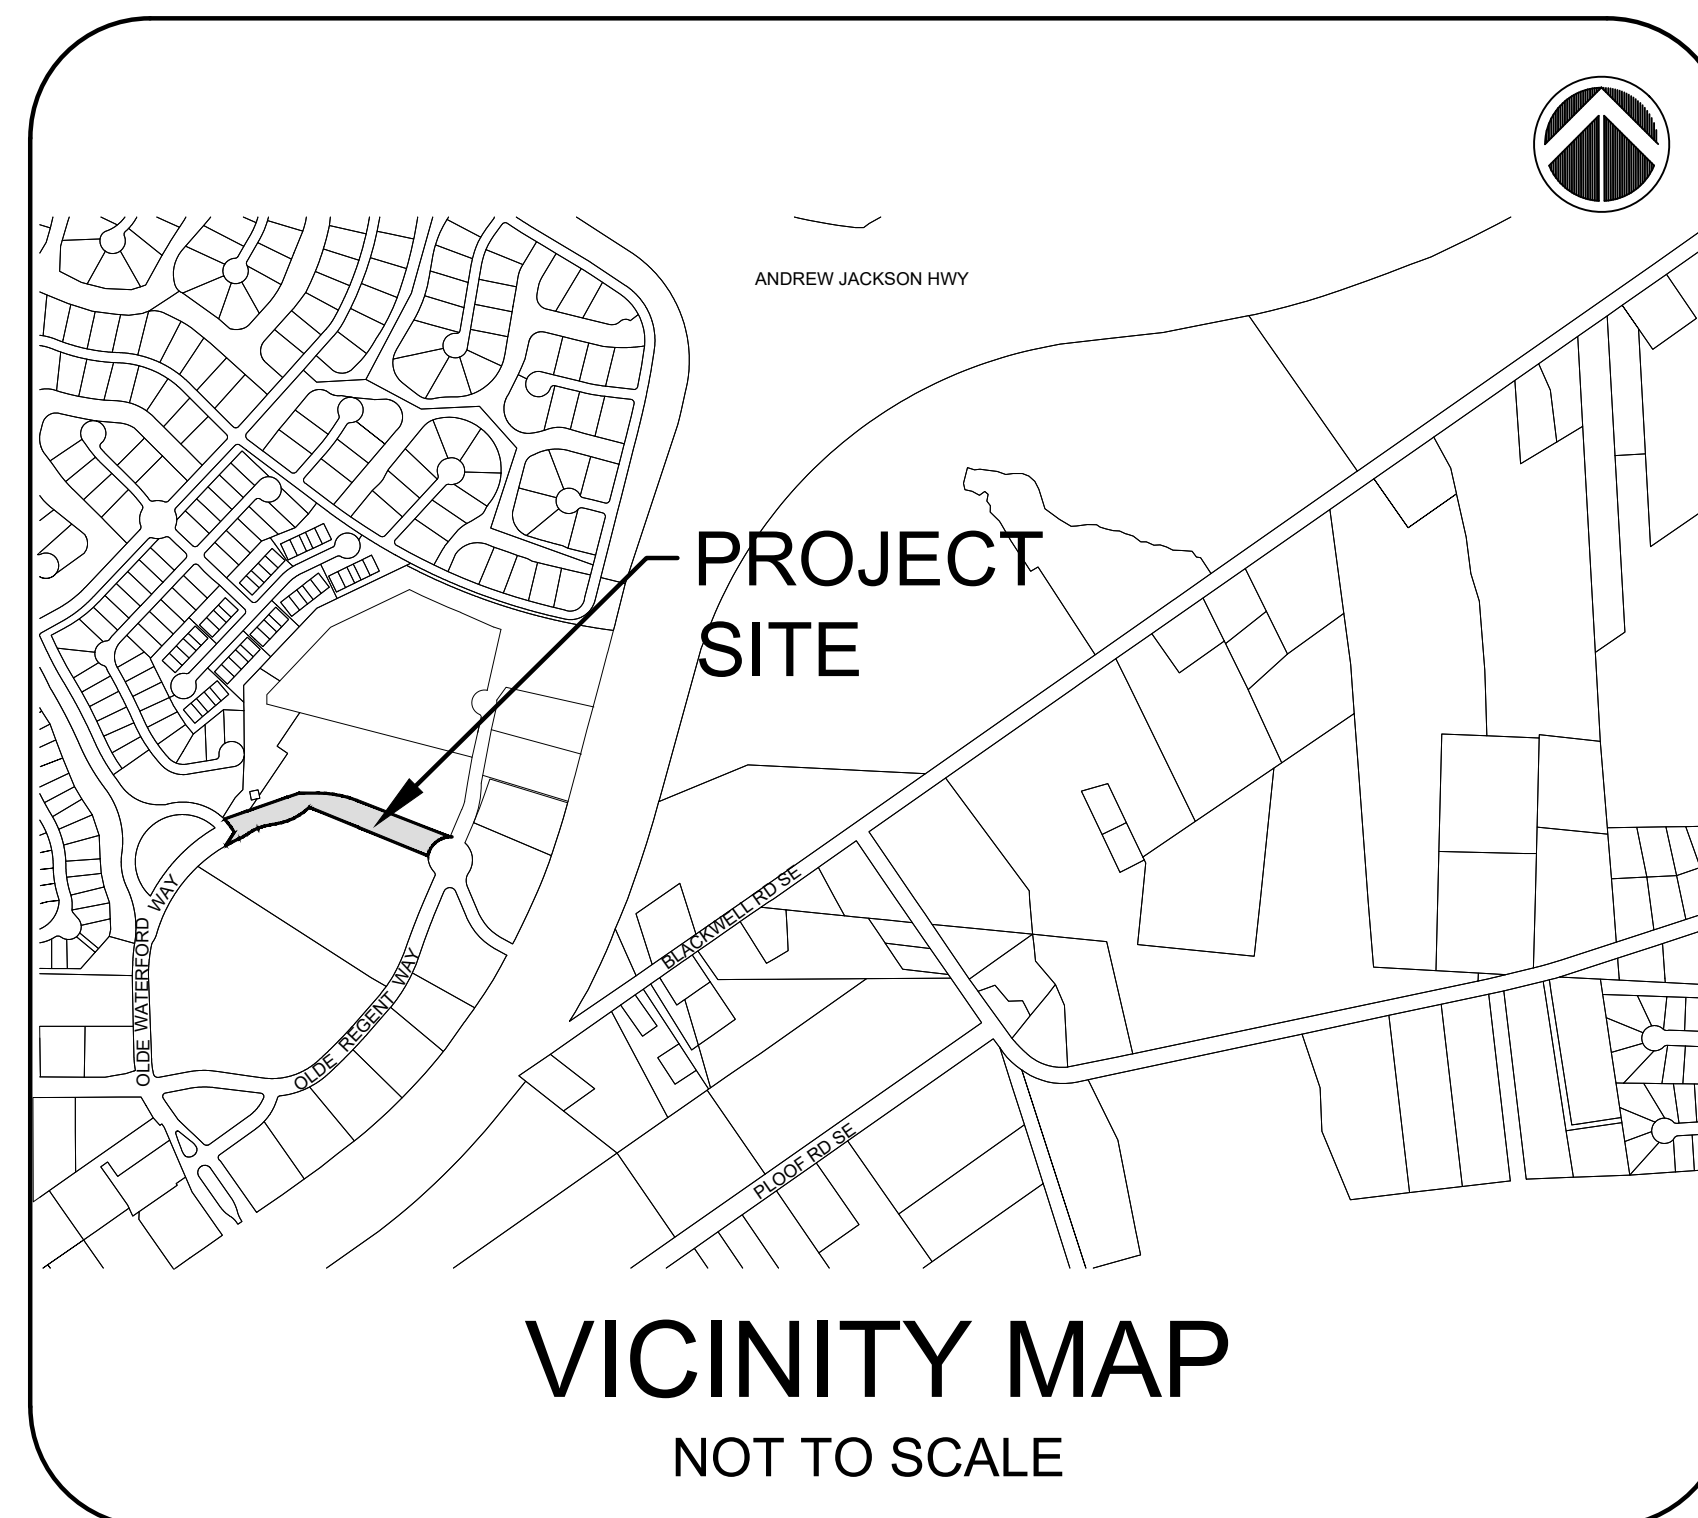 ANDREW JACKSON HWY
PROJECT
SITE
BLACKWELL RD SE
OLDE WATERFORD WAY
OLDE REGENT WAY
PLOOF RD SE
VICINITY MAP
NOT TO SCALE